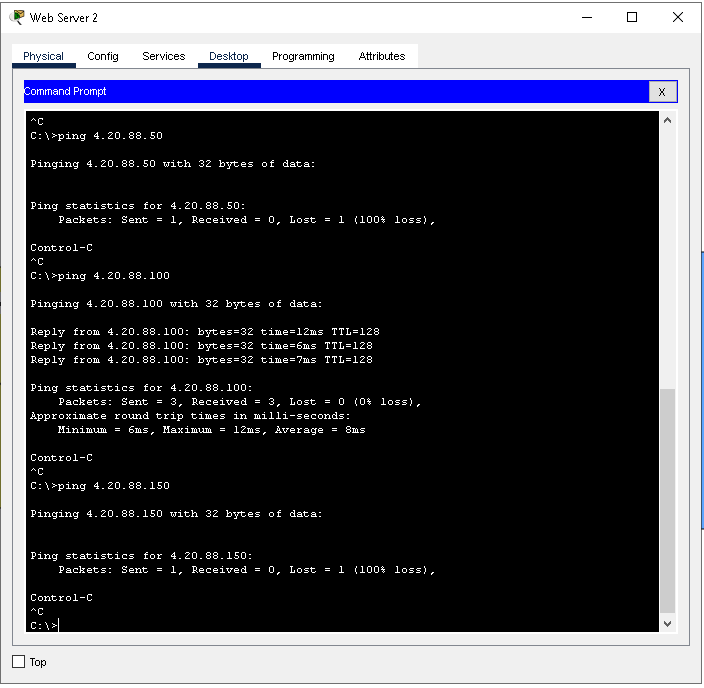 Web Server 2
Physical Config Services Desktop Programming Attributes
Command Prompt X
^C
C:\>ping 4.20.88.50
Pinging 4.20.88.50 with 32 bytes of data:
Ping statistics for 4.20.88.50:
    Packets: Sent = 1, Received = 0, Lost = 1 (100% loss),
Control-C
^C
C:\>ping 4.20.88.100
Pinging 4.20.88.100 with 32 bytes of data:
Reply from 4.20.88.100: bytes=32 time=12ms TTL=128
Reply from 4.20.88.100: bytes=32 time=6ms TTL=128
Reply from 4.20.88.100: bytes=32 time=7ms TTL=128
Ping statistics for 4.20.88.100:
    Packets: Sent = 3, Received = 3, Lost = 0 (0% loss),
Approximate round trip times in milli-seconds:
    Minimum = 6ms, Maximum = 12ms, Average = 8ms
Control-C
^C
C:\>ping 4.20.88.150
Pinging 4.20.88.150 with 32 bytes of data:
Ping statistics for 4.20.88.150:
    Packets: Sent = 1, Received = 0, Lost = 1 (100% loss),
Control-C
^C
C:\>
Top